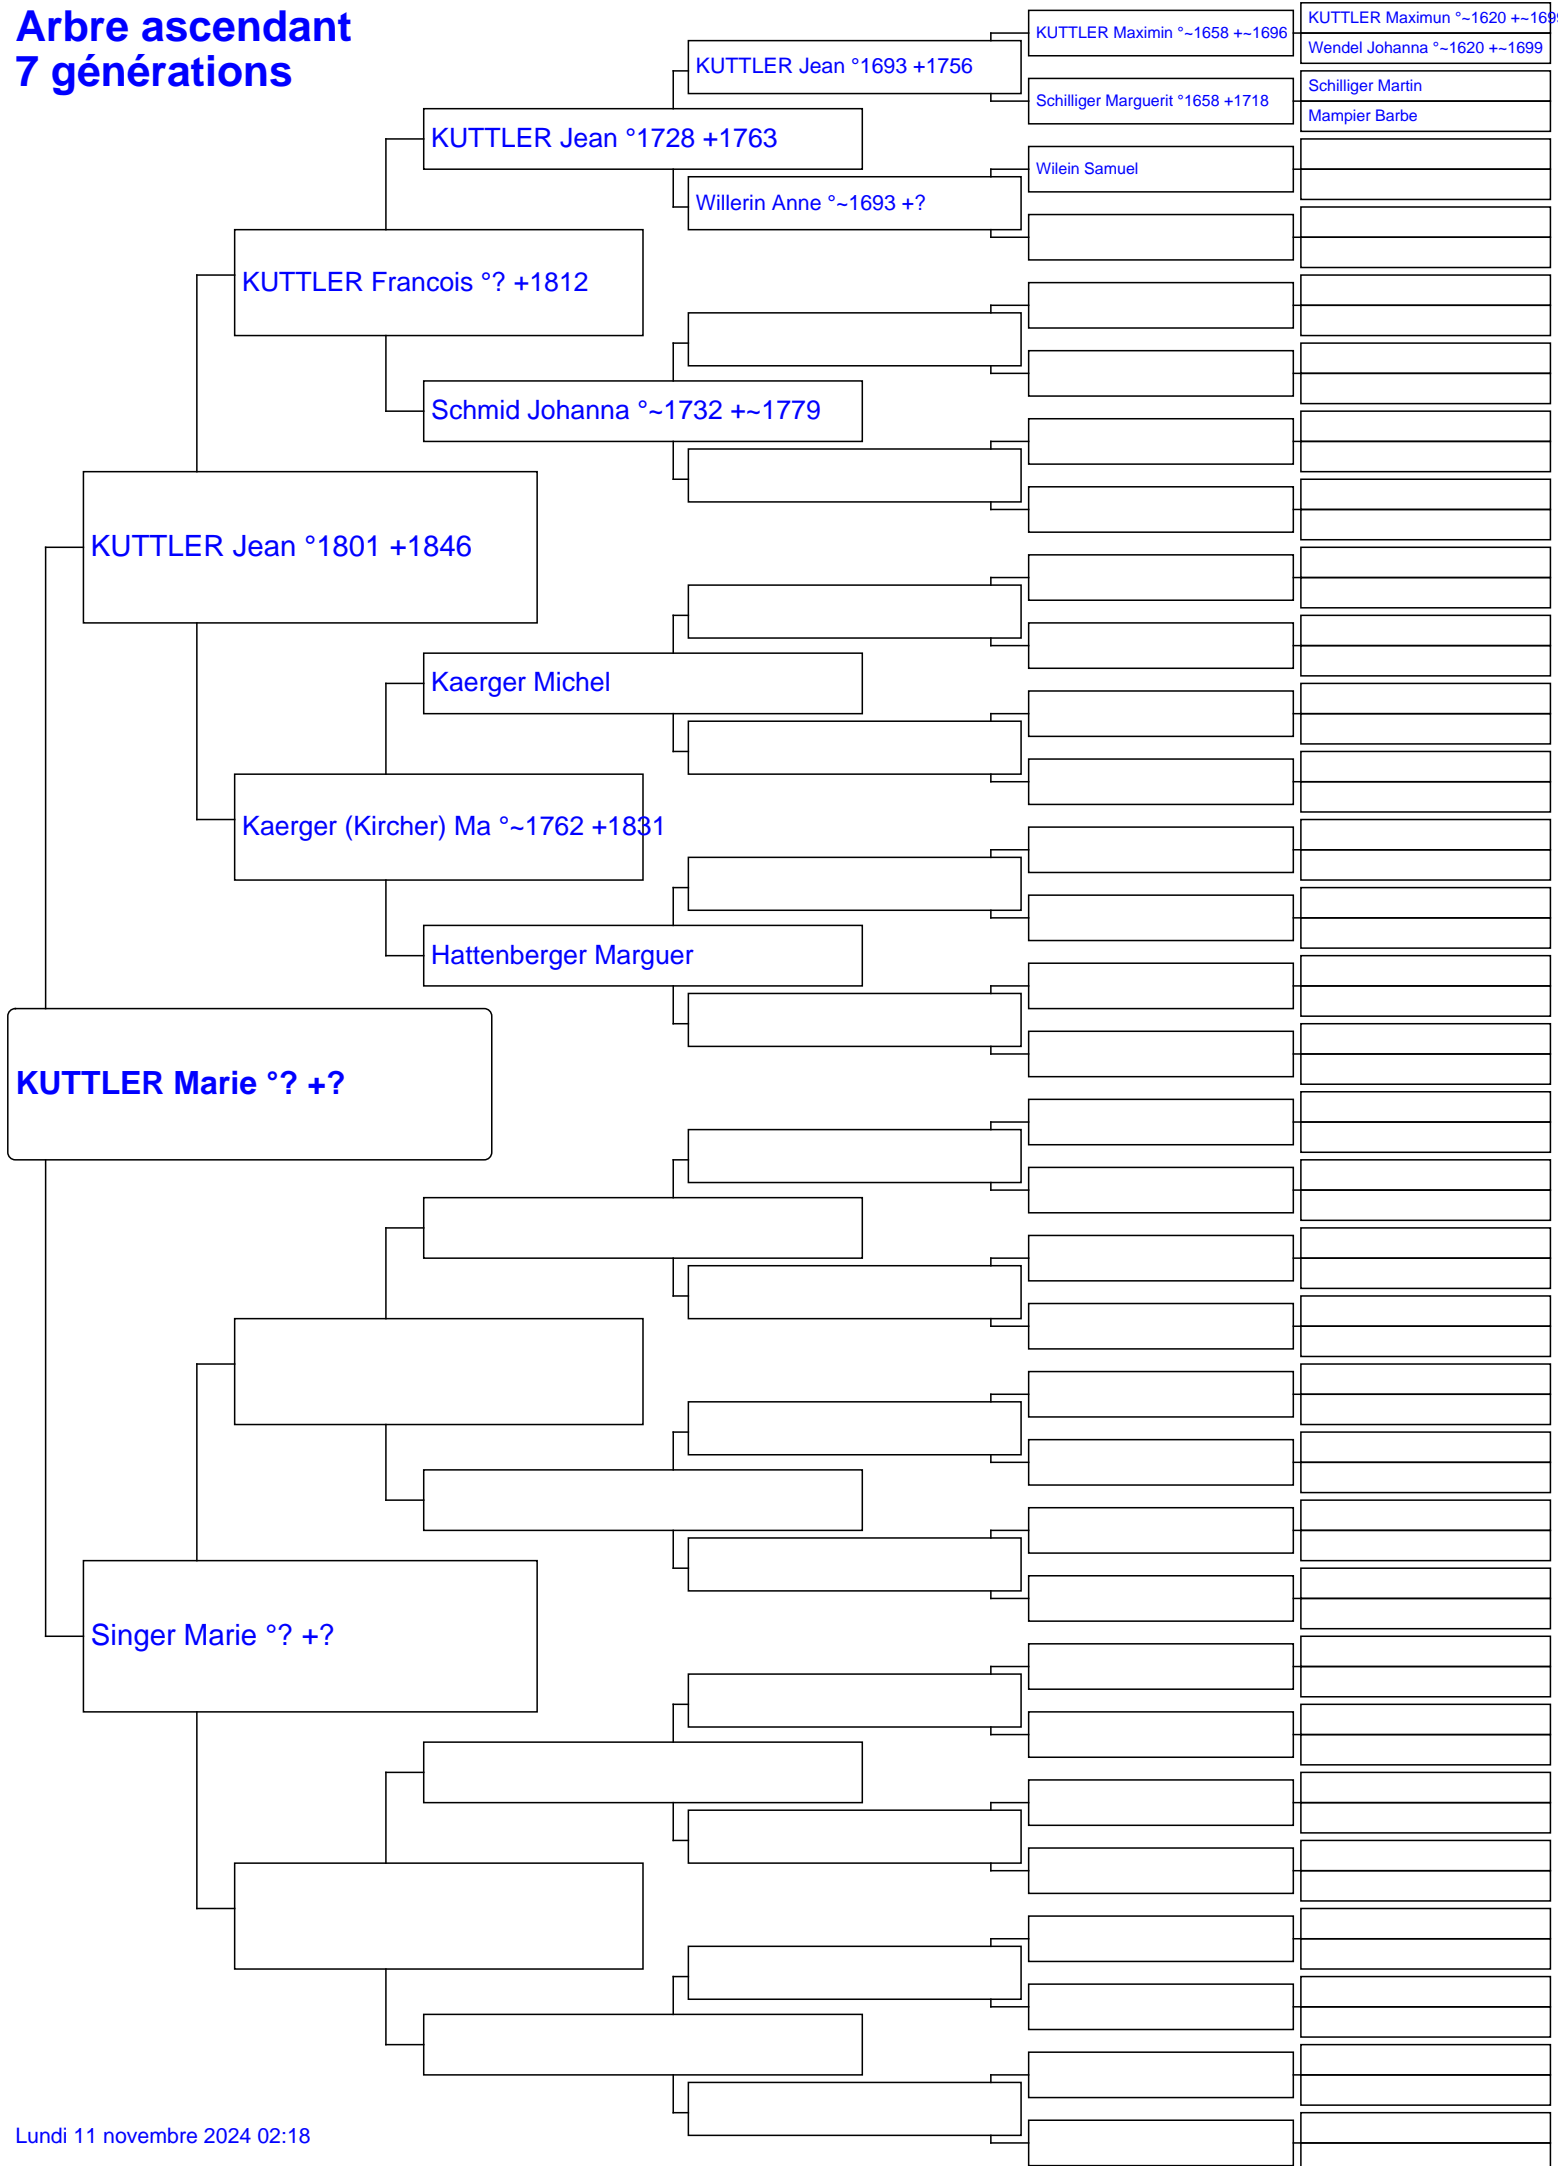 Arbre ascendant
7 générations
KUTTLER Maximin °~1658 +~1696
KUTTLER Maximun °~1620 +~169
Wendel Johanna °~1620 +~1699
KUTTLER Jean °1693 +1756
Schilliger Marguerit °1658 +1718
Schilliger Martin
Mampier Barbe
KUTTLER Jean °1728 +1763
Wilein Samuel
Willerin Anne °~1693 +?
KUTTLER Francois °? +1812
Schmid Johanna °~1732 +~1779
KUTTLER Jean °1801 +1846
Kaerger Michel
Kaerger (Kircher) Ma °~1762 +1831
Hattenberger Marguer
KUTTLER Marie °? +?
Singer Marie °? +?
Lundi 11 novembre 2024 02:18